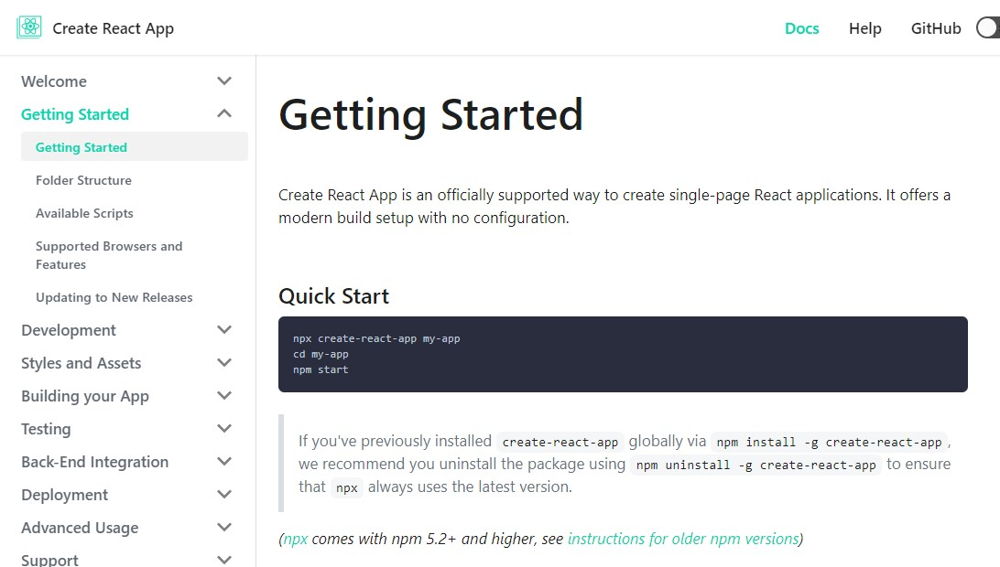 Create React App
Docs
Help
GitHub
Welcome
Getting Started
Getting Started
Folder Structure
Available Scripts
Supported Browsers and
Features
Updating to New Releases
Development
Styles and Assets
Building your App
Testing
Back-End Integration
Deployment
Advanced Usage
Support
Getting Started
Create React App is an officially supported way to create single-page React applications. It offers a
modern build setup with no configuration.
Quick Start
npx create-react-app my-app
cd my-app
npm start
If you've previously installed create-react-app globally via npm install -g create-react-app ,
we recommend you uninstall the package using npm uninstall -g create-react-app to ensure
that npx always uses the latest version.
(npx comes with npm 5.2+ and higher, see instructions for older npm versions)